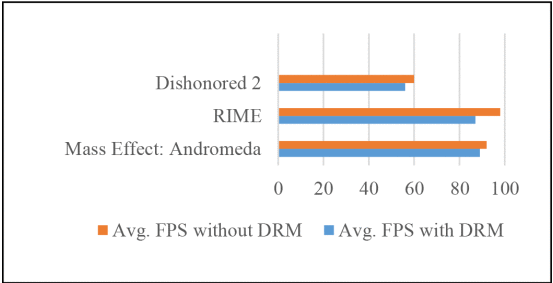 Dishonored 2
RIME
Mass Effect: Andromeda
0 20 40 60 80 100
Avg. FPS without DRM Avg. FPS with DRM